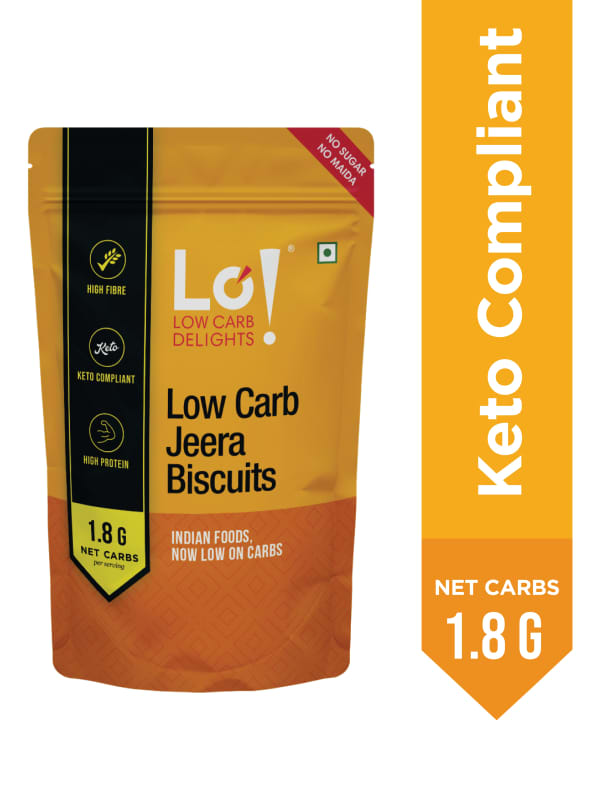 NO SUGAR
NO MAIDA
HIGH FIBRE
Keto
KETO COMPLIANT
HIGH PROTEIN
1.8 G
NET CARBS
per serving
Ló!®
LOW CARB
DELIGHTS
Low Carb
Jeera
Biscuits
INDIAN FOODS,
NOW LOW ON CARBS
Keto Compliant
NET CARBS
1.8 G